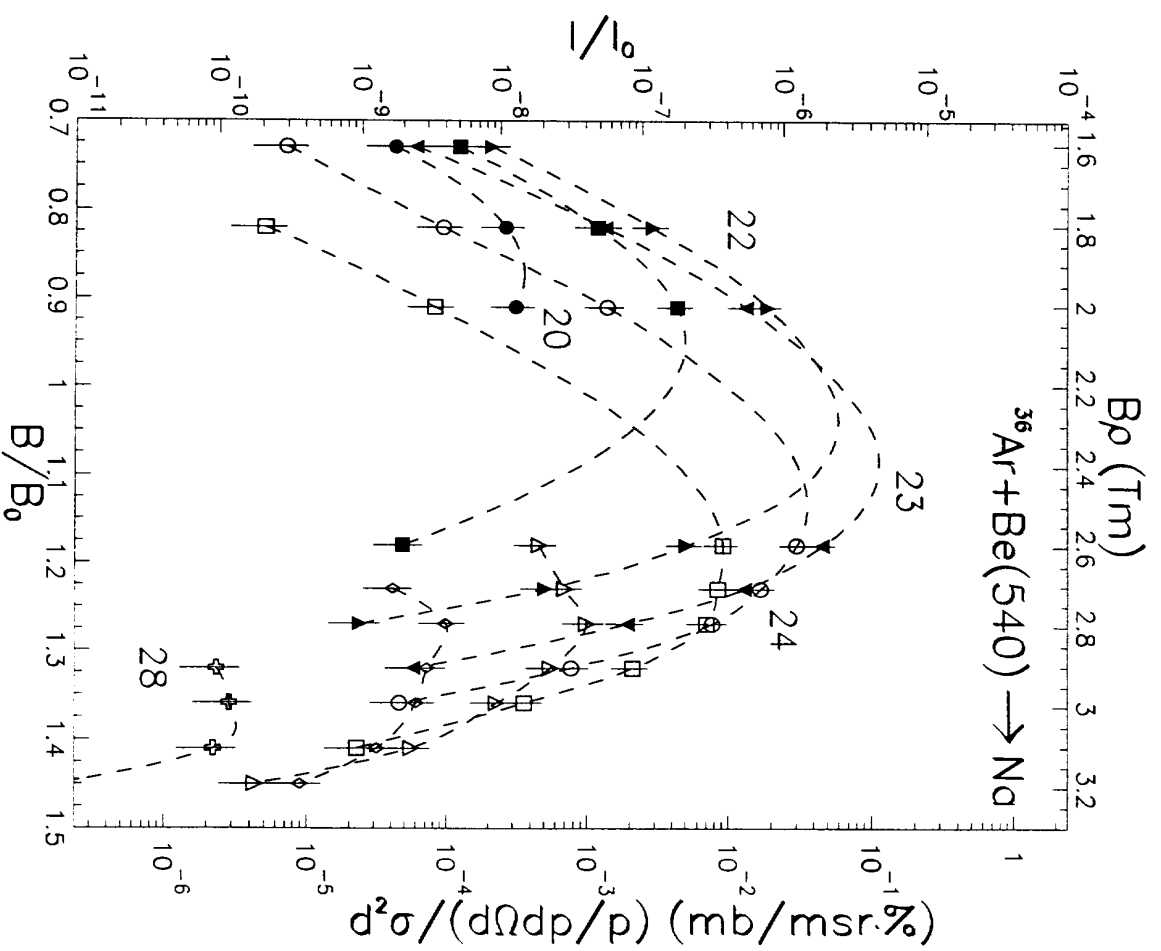 Bρ (Tm)
1.6 1.8 2 2.2 2.4 2.6 2.8 3 3.2
³⁶Ar+Be(540) → Na
I/I₀
10⁻⁴
10⁻⁵
10⁻⁶
10⁻⁷
10⁻⁸
10⁻⁹
10⁻¹⁰
10⁻¹¹
22
23
20
24
28
1
10⁻¹
10⁻²
10⁻³
10⁻⁴
10⁻⁵
10⁻⁶
d²σ/(dΩdp/p) (mb/msr.%)
0.7 0.8 0.9 1 1.1 1.2 1.3 1.4 1.5
B/B₀